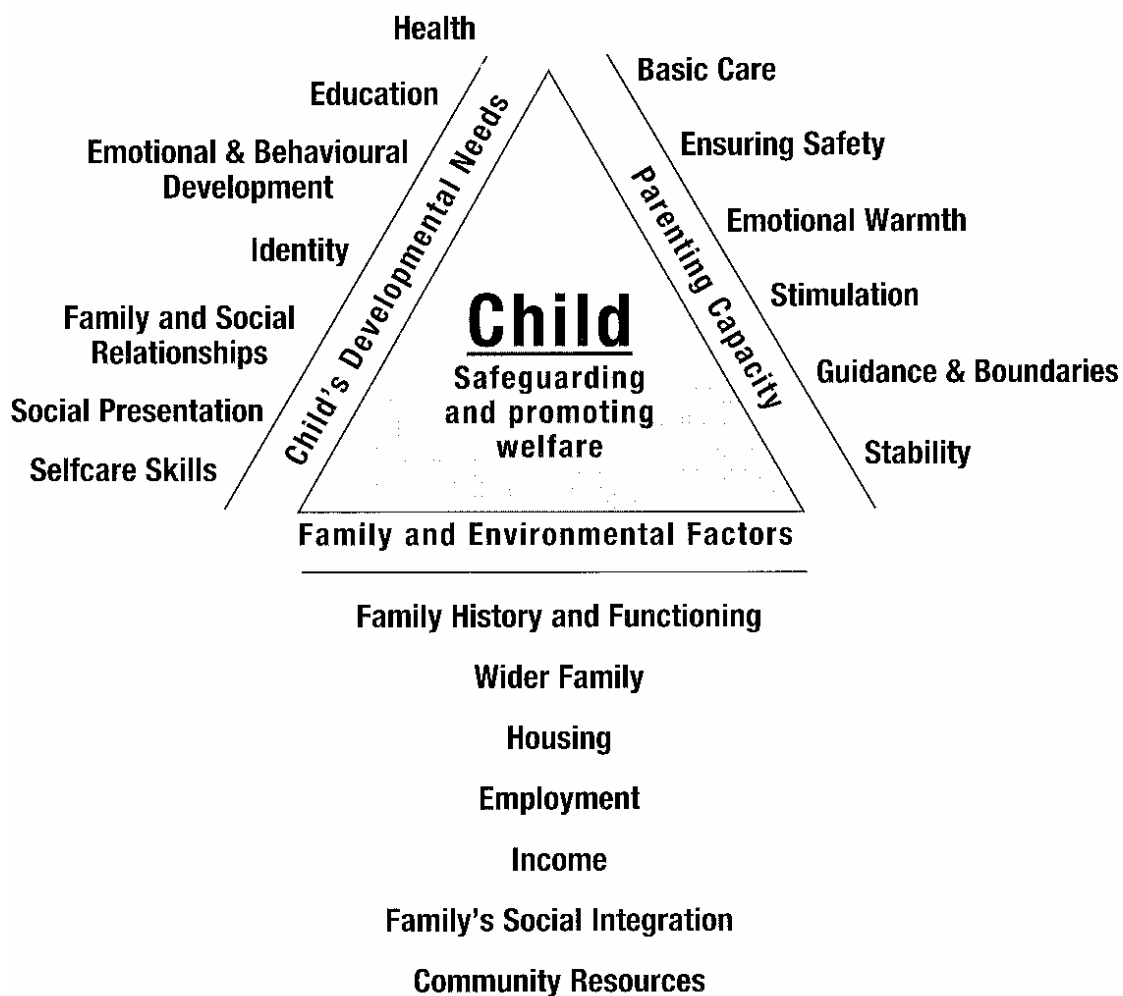 Health
Education
Emotional & Behavioural
Development
Identity
Family and Social
Relationships
Social Presentation
Selfcare Skills
Child's Developmental Needs
Basic Care
Ensuring Safety
Emotional Warmth
Stimulation
Guidance & Boundaries
Stability
Parenting Capacity
Child
Safeguarding
and promoting
welfare
Family and Environmental Factors
Family History and Functioning
Wider Family
Housing
Employment
Income
Family's Social Integration
Community Resources